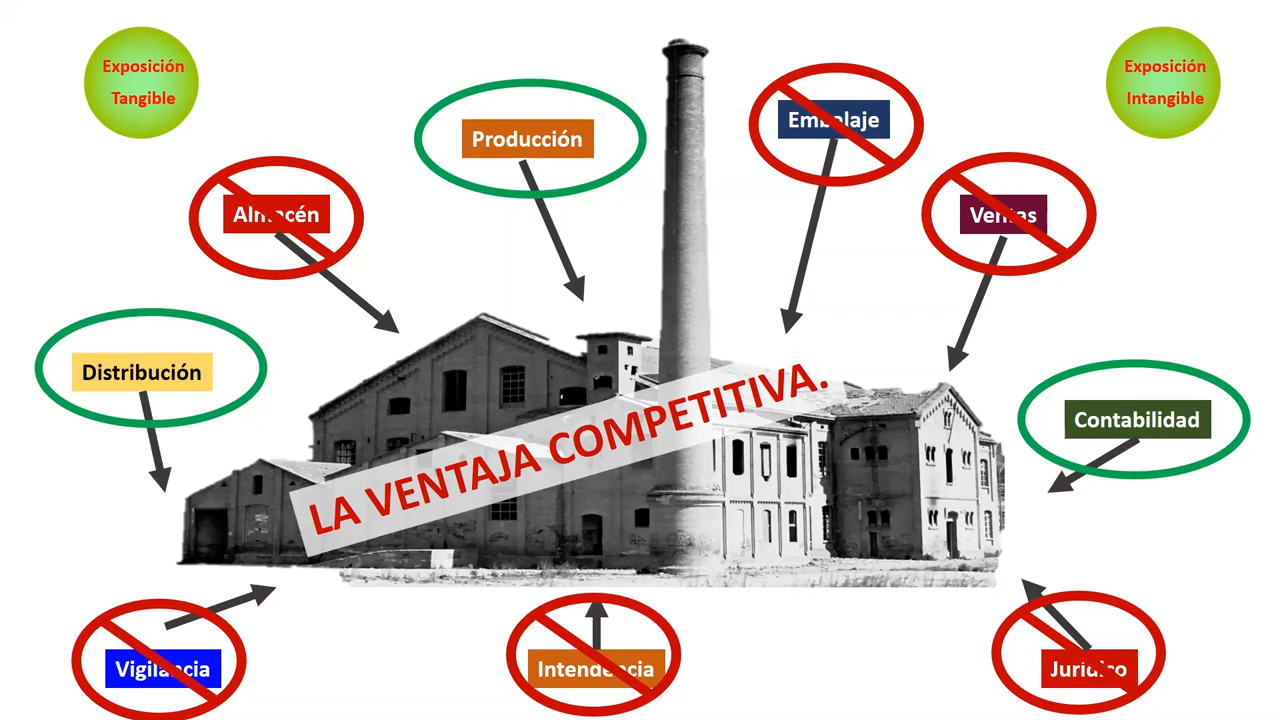 Exposición
Tangible
Exposición
Intangible
Producción
Embalaje
Almacén
Ventas
Distribución
Contabilidad
LA VENTAJA COMPETITIVA.
Vigilancia
Intendencia
Jurídico